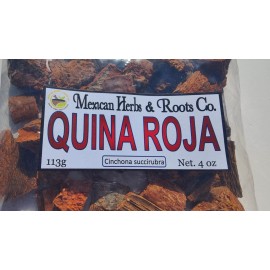 Mexican Herbs & Roots Co.
QUINA ROJA
113g Cinchona succirubra Net. 4 oz